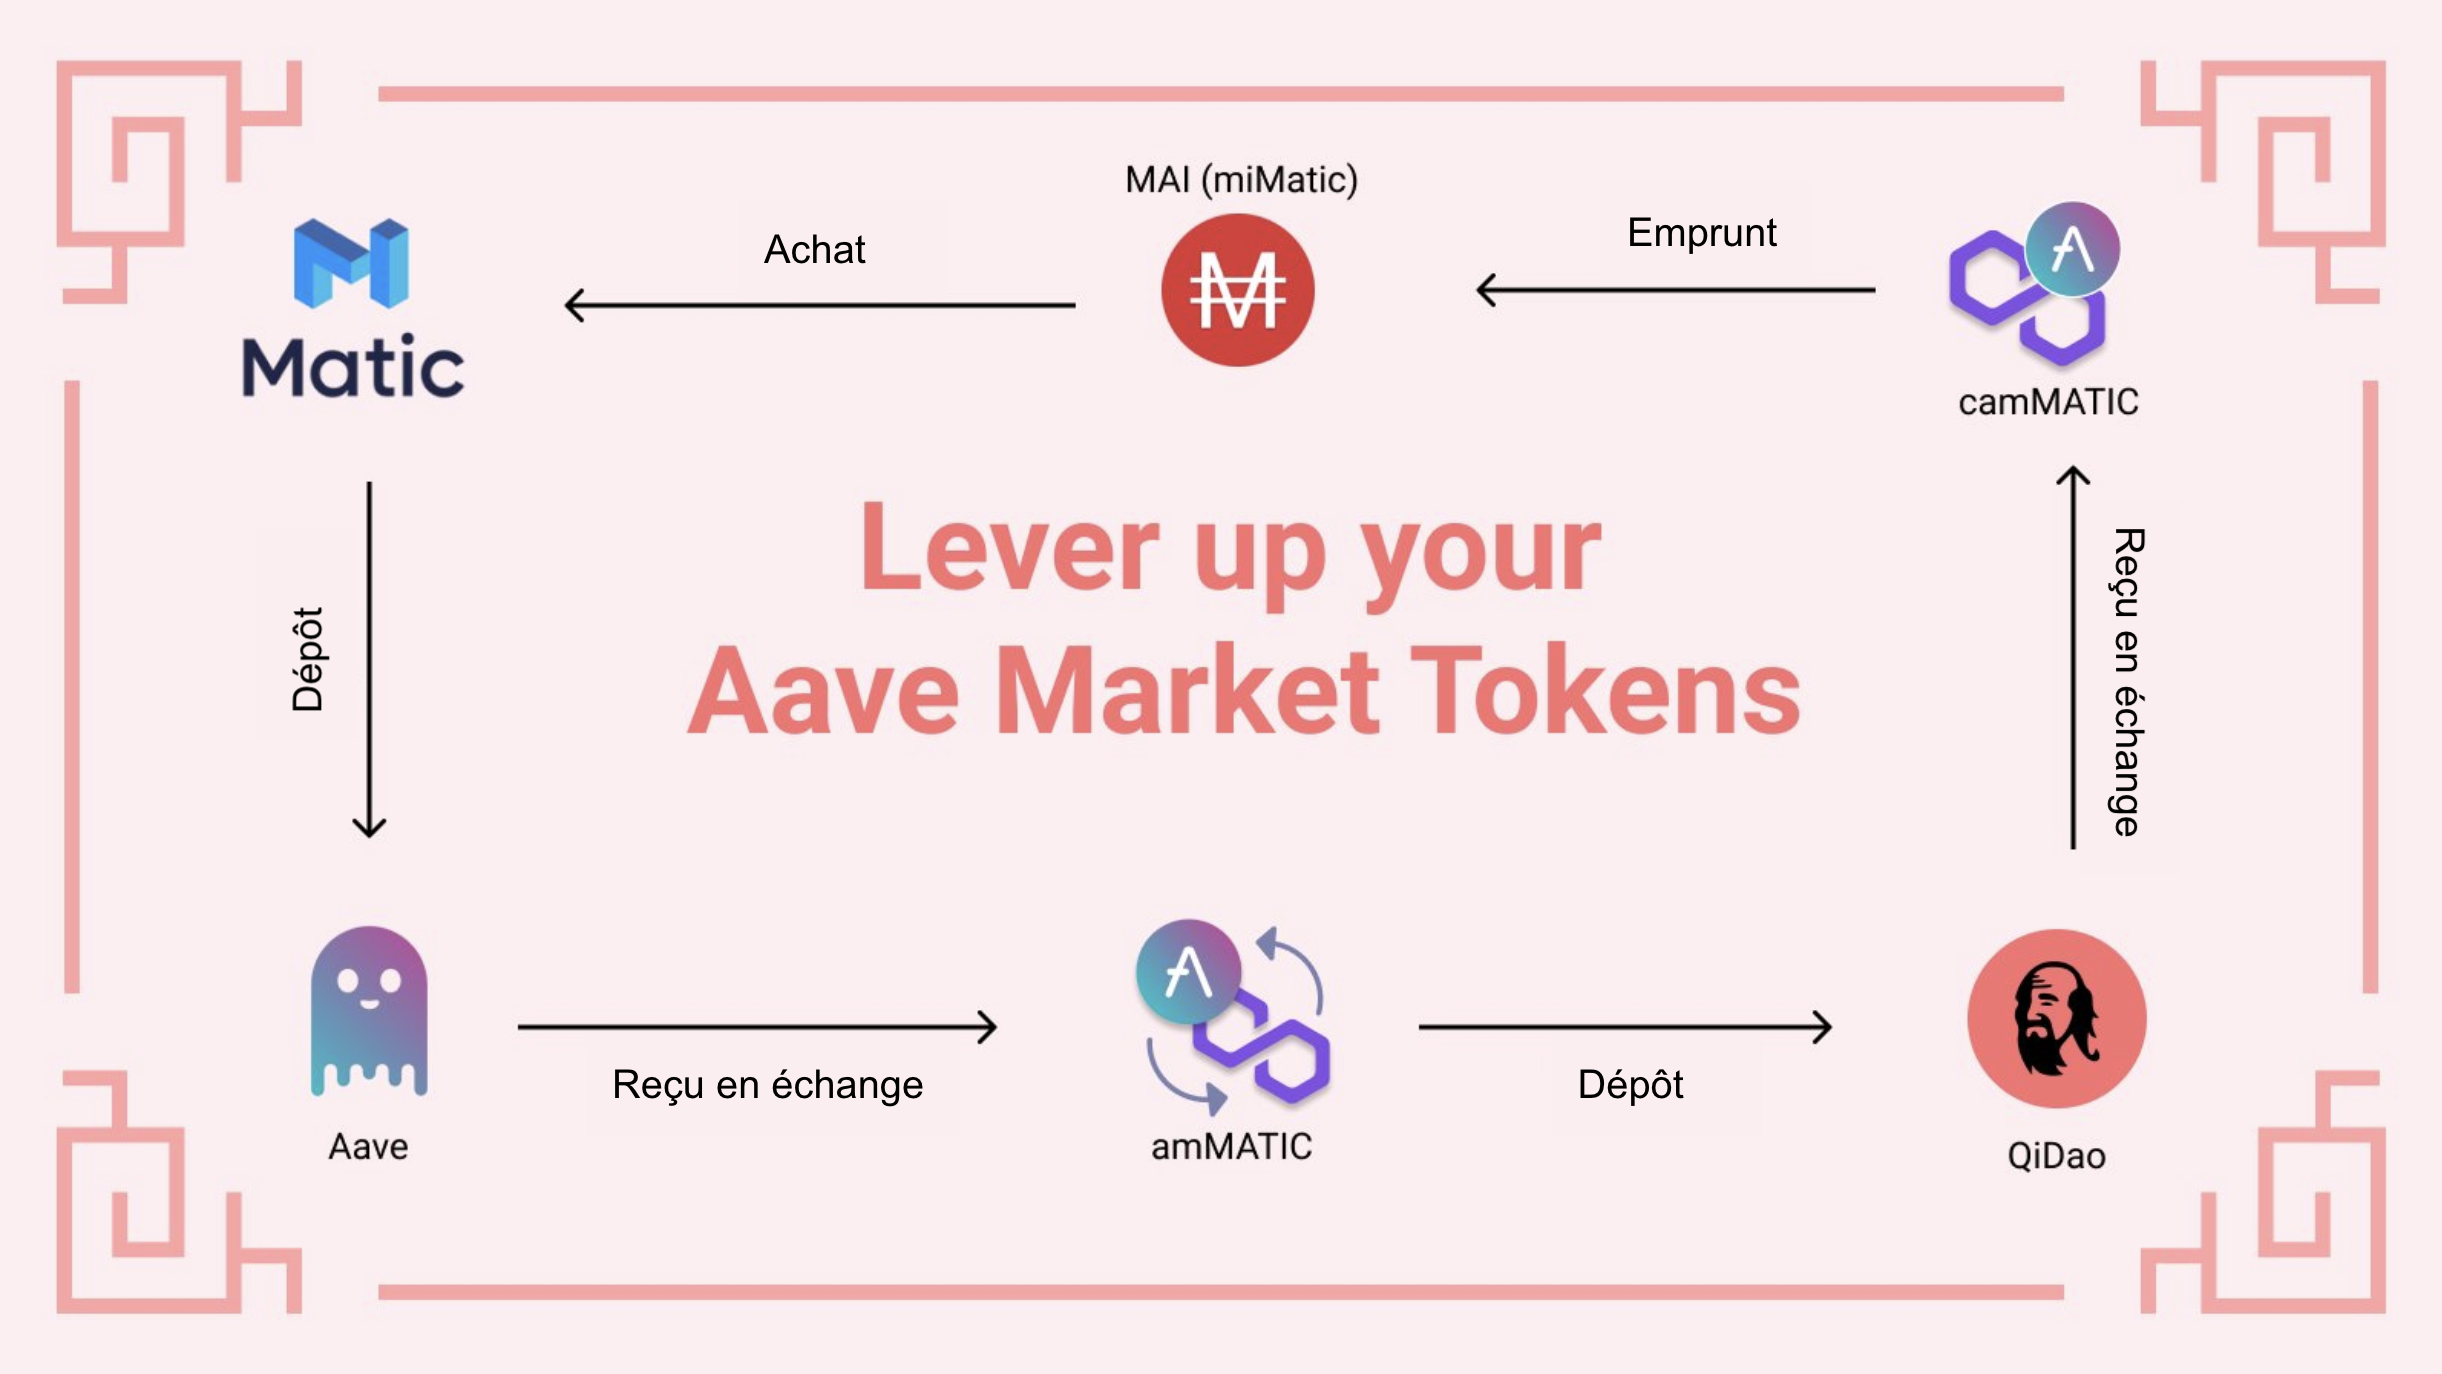 MAI (miMatic)
Achat
Emprunt
Matic
camMATIC
Lever up your
Aave Market Tokens
Dépôt
Reçu en échange
Reçu en échange
Dépôt
Aave
amMATIC
QiDao